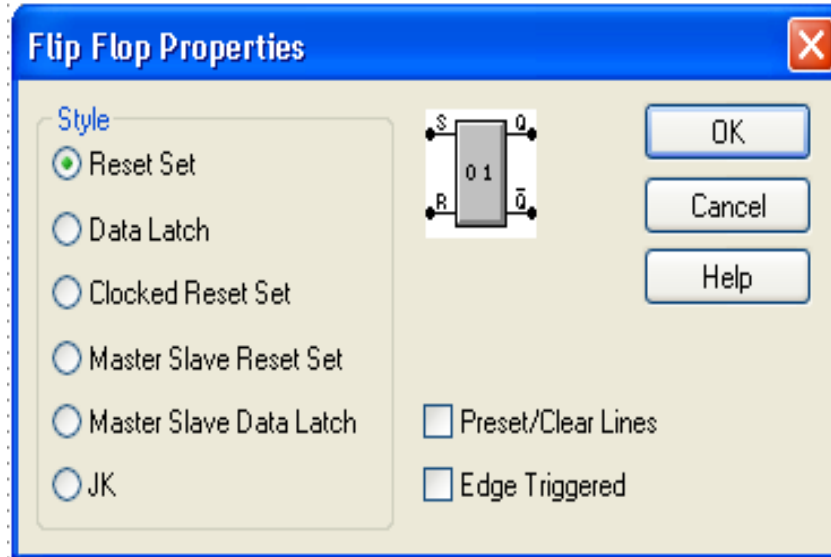 Flip Flop Properties
Style
Reset Set
Data Latch
Clocked Reset Set
Master Slave Reset Set
Master Slave Data Latch
JK
S Q
0 1
R Q̅
Preset/Clear Lines
Edge Triggered
OK
Cancel
Help